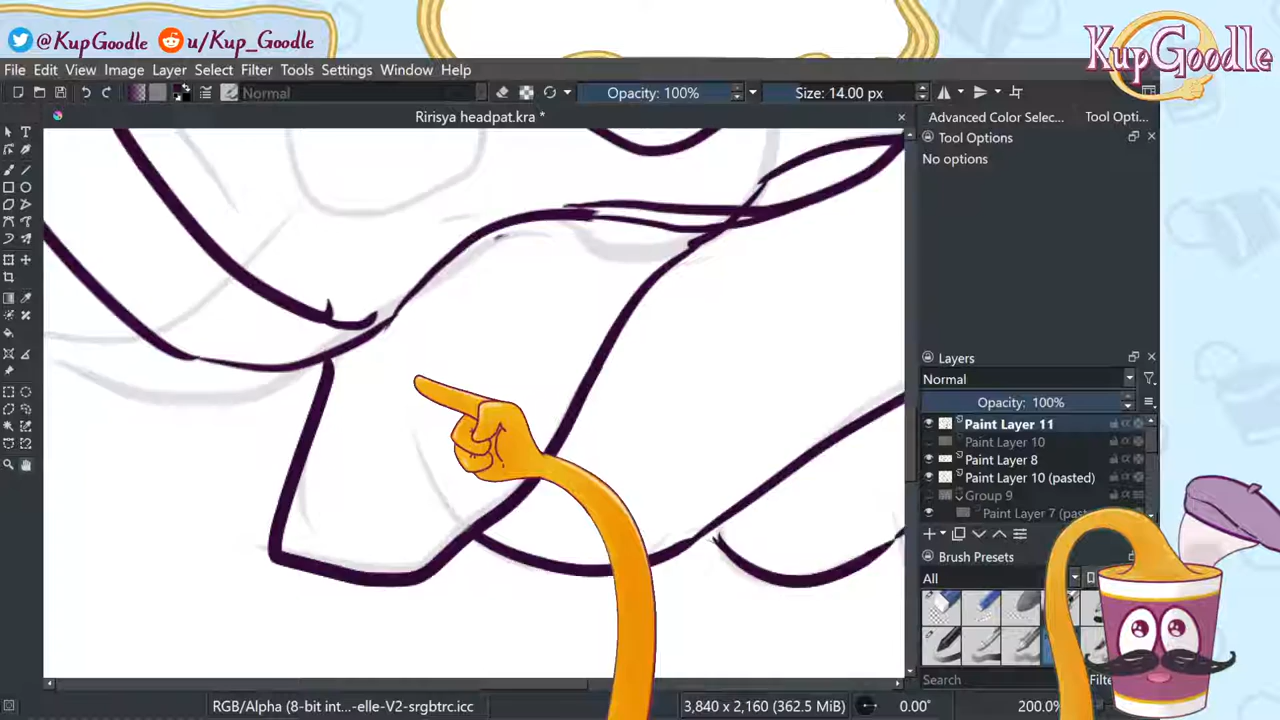 @KupGoodle u/Kup_Goodle
KupGoodle
File Edit View Image Layer Select Filter Tools Settings Window Help
Normal Opacity: 100% Size: 14.00 px
Ririsya headpat.kra *
Advanced Color Selec... Tool Opti...
Tool Options
No options
Layers
Normal
Opacity: 100%
Paint Layer 11
Paint Layer 10
Paint Layer 8
Paint Layer 10 (pasted)
Group 9
Paint Layer 7 (past
Brush Presets
All
Search
RGB/Alpha (8-bit int...-elle-V2-srgbtrc.icc 3,840 x 2,160 (362.5 MiB) 0.00° 200.0%